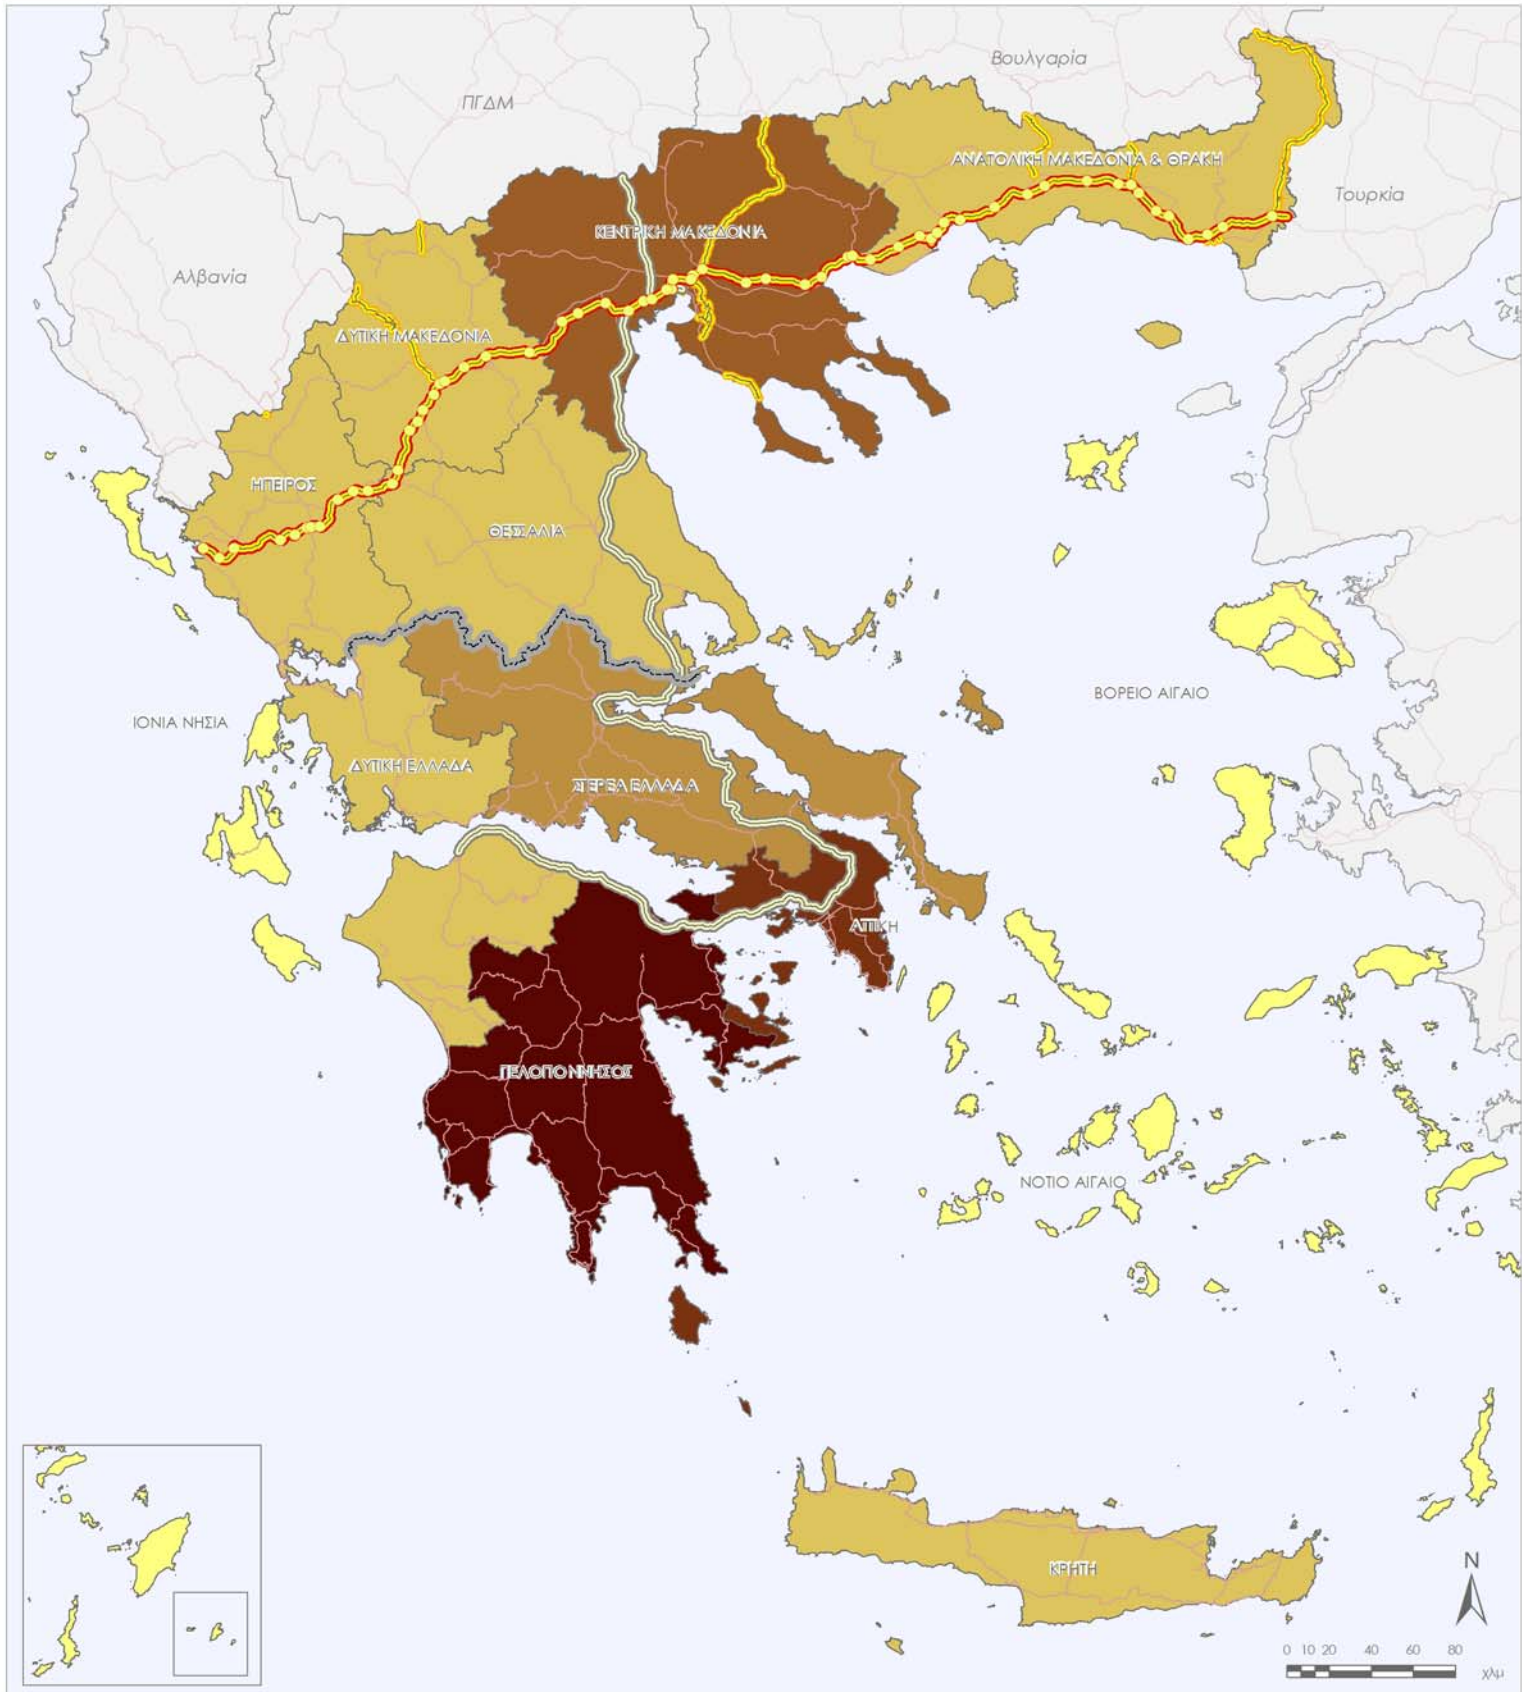 Βουλγαρία
ΠΓΔΜ
ΑΝΑΤΟΛΙΚΗ ΜΑΚΕΔΟΝΙΑ & ΘΡΑΚΗ
Τουρκία
ΚΕΝΤΡΙΚΗ ΜΑΚΕΔΟΝΙΑ
Αλβανία
ΔΥΤΙΚΗ ΜΑΚΕΔΟΝΙΑ
ΗΠΕΙΡΟΣ
ΘΕΣΣΑΛΙΑ
ΒΟΡΕΙΟ ΑΙΓΑΙΟ
ΙΟΝΙΑ ΝΗΣΙΑ
ΔΥΤΙΚΗ ΕΛΛΑΔΑ
ΣΤΕΡΕΑ ΕΛΛΑΔΑ
ΑΤΤΙΚΗ
ΠΕΛΟΠΟΝΝΗΣΟΣ
ΝΟΤΙΟ ΑΙΓΑΙΟ
ΚΡΗΤΗ
N
0 10 20 40 60 80
χλμ